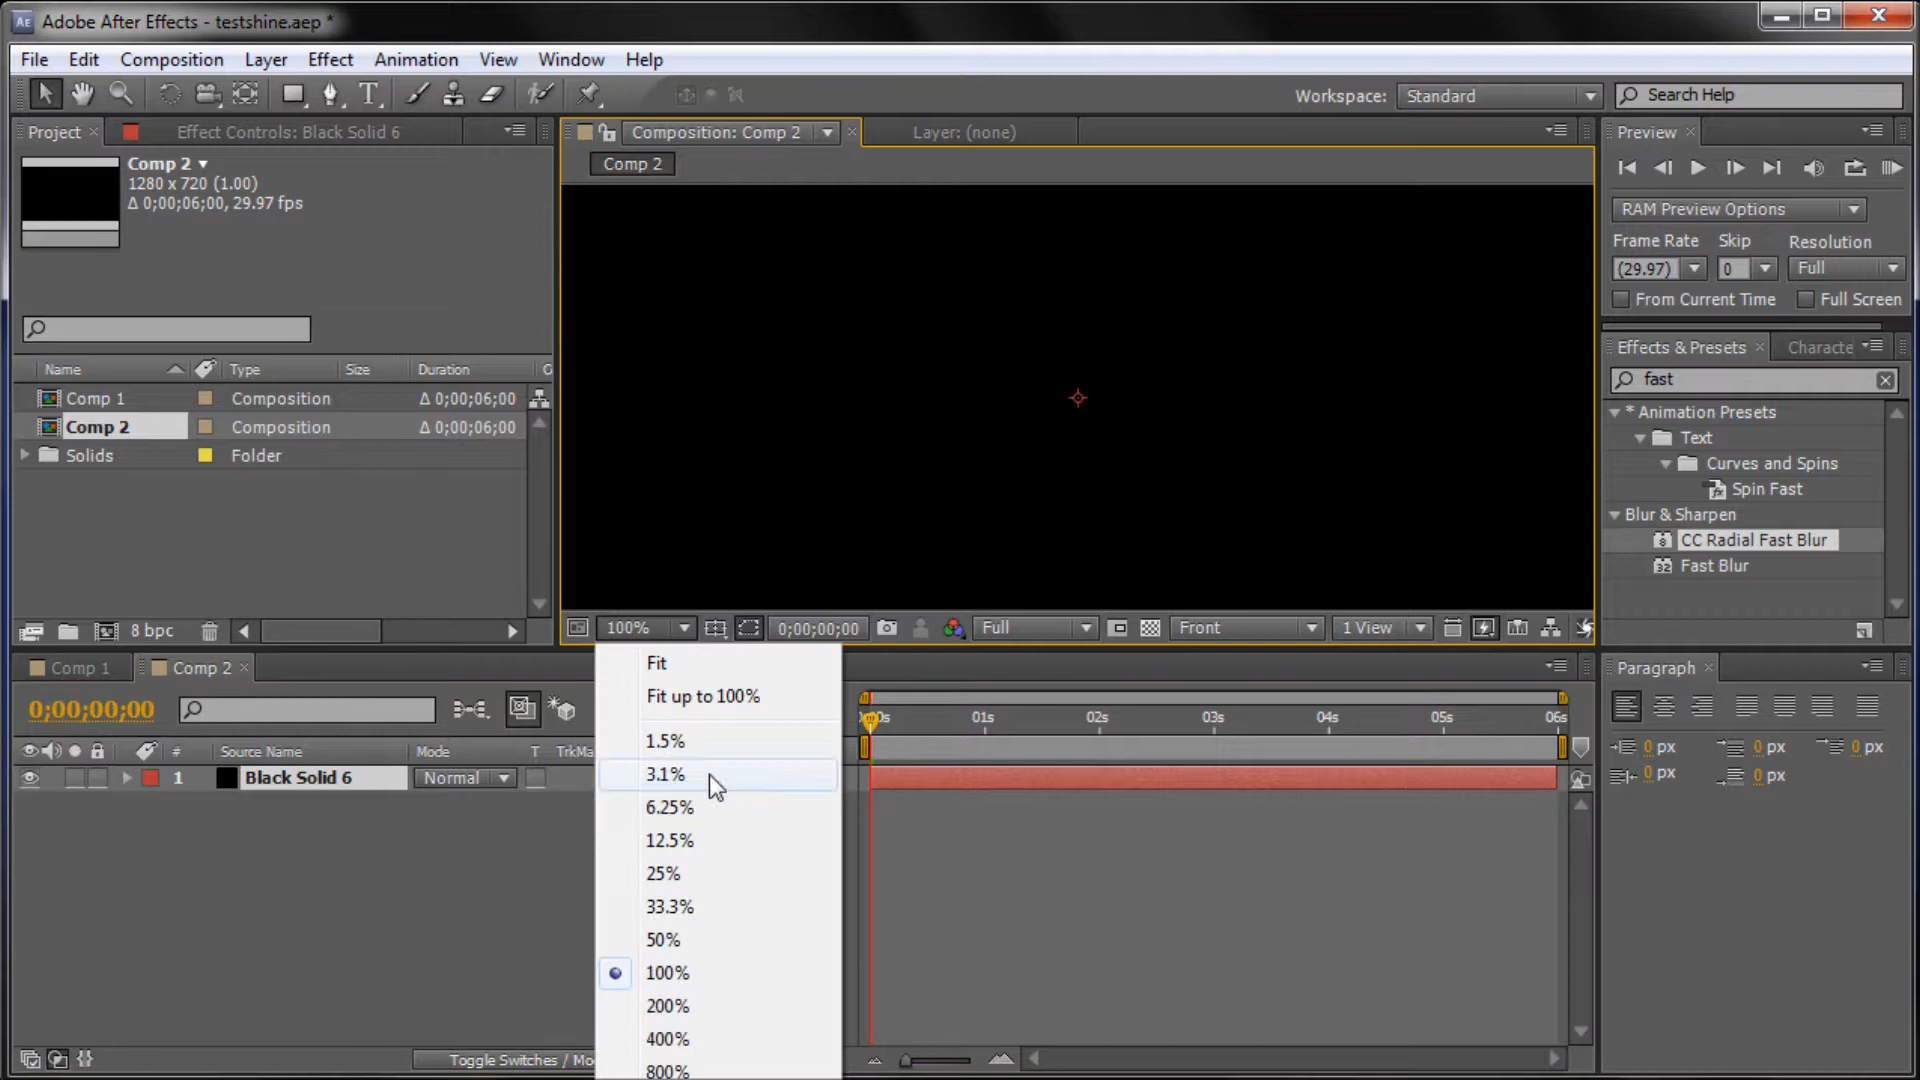 Adobe After Effects - testshine.aep *
File Edit Composition Layer Effect Animation View Window Help
Workspace: Standard Search Help
Project Effect Controls: Black Solid 6 Composition: Comp 2 Layer: (none) Preview
Comp 2 Comp 2
1280 x 720 (1.00)
Δ 0;00;06;00, 29.97 fps
RAM Preview Options
Frame Rate Skip Resolution
(29.97) 0 Full
From Current Time Full Screen
Effects & Presets Characte
fast
Name Type Size Duration
Comp 1 Composition Δ 0;00;06;00
Comp 2 Composition Δ 0;00;06;00
Solids Folder
* Animation Presets
Text
Curves and Spins
Spin Fast
Blur & Sharpen
CC Radial Fast Blur
Fast Blur
8 bpc 100% 0;00;00;00 Full Front 1 View
Comp 1 Comp 2 Paragraph
0;00;00;00
# Source Name Mode T TrkMa
1 Black Solid 6 Normal
Fit
Fit up to 100%
1.5%
3.1%
6.25%
12.5%
25%
33.3%
50%
100%
200%
400%
800%
01s 02s 03s 04s 05s 06s
0 px 0 px 0 px
0 px 0 px
Toggle Switches / Mo